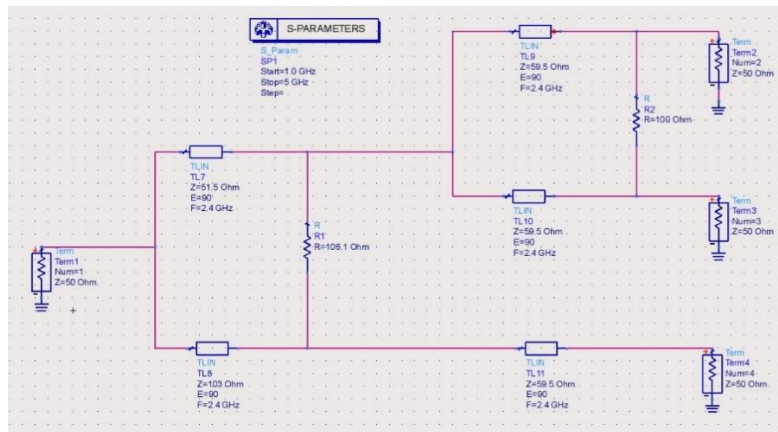 S-PARAMETERS
S_Param
SP1
Start=1.0 GHz
Stop=5 GHz
Step=
TLIN
TL9
Z=59.5 Ohm
E=90
F=2.4 GHz
Term
Term2
Num=2
Z=50 Ohm
R
R2
R=100 Ohm
TLIN
TL7
Z=51.5 Ohm
E=90
F=2.4 GHz
TLIN
TL10
Z=59.5 Ohm
E=90
F=2.4 GHz
Term
Term3
Num=3
Z=50 Ohm
R
R1
R=106.1 Ohm
Term
Term1
Num=1
Z=50 Ohm
TLIN
TL8
Z=103 Ohm
E=90
F=2.4 GHz
TLIN
TL11
Z=59.5 Ohm
E=90
F=2.4 GHz
Term
Term4
Num=4
Z=50 Ohm